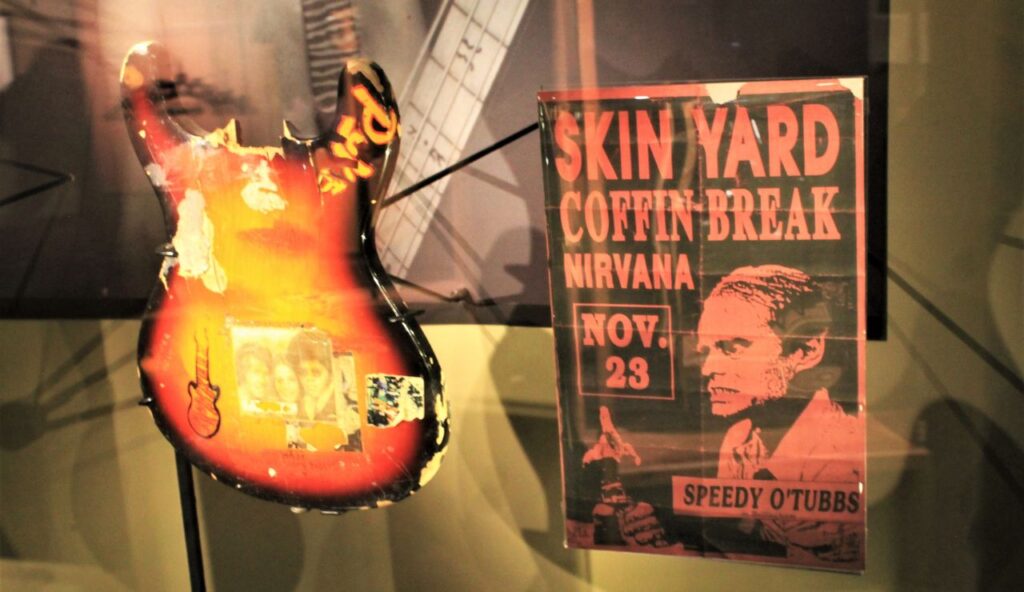 SKIN YARD
COFFIN BREAK
NIRVANA
NOV.
23
SPEEDY O'TUBBS